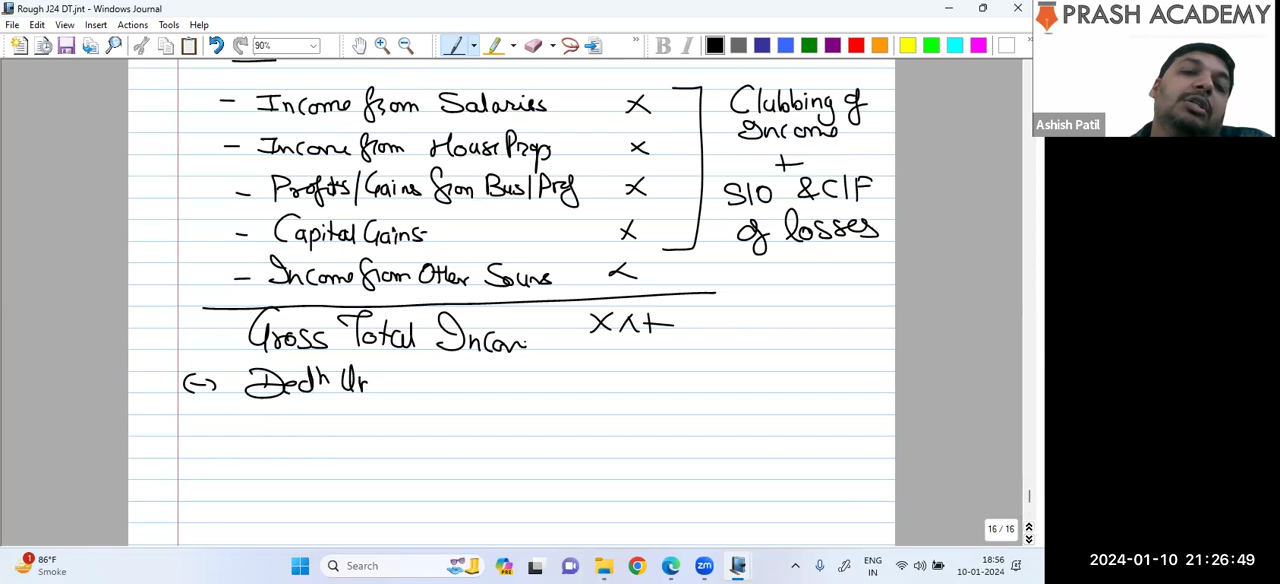 Rough J24 DT.jnt - Windows Journal
File Edit View Insert Actions Tools Help
90%
PRASH ACADEMY
Ashish Patil
- Income from Salaries X
- Income from House Prop X
- Profits/Gains from Bus/Prof X
- Capital Gains X
- Income from Other Sours
Clubbing of
Income
+
S/O & C/F
of losses
Gross Total Incom
(-) Dedn Ur
16 / 16
86°F
Smoke
Search
ENG
IN
18:56
10-01-2024
2024-01-10 21:26:49